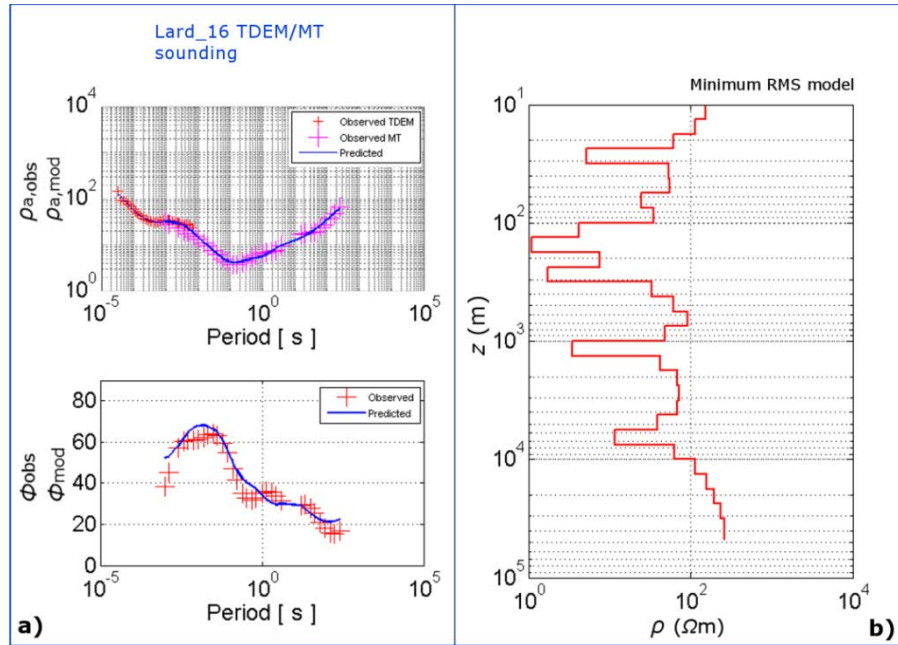 Lard_16 TDEM/MT
sounding
ρa,obs
ρa,mod
10^4
10^2
10^0
Observed TDEM
Observed MT
Predicted
10^-5
10^0
10^5
Period [ s ]
Φobs
Φmod
80
60
40
20
0
Observed
Predicted
10^-5
10^0
10^5
Period [ s ]
a)
Minimum RMS model
z (m)
10^1
10^2
10^3
10^4
10^5
10^0
10^2
10^4
ρ (Ωm)
b)